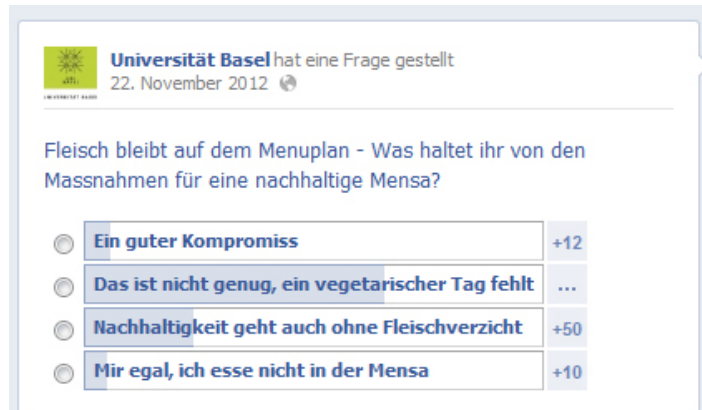 Universität Basel hat eine Frage gestellt
22. November 2012
Fleisch bleibt auf dem Menuplan - Was haltet ihr von den
Massnahmen für eine nachhaltige Mensa?
Ein guter Kompromiss +12
Das ist nicht genug, ein vegetarischer Tag fehlt ...
Nachhaltigkeit geht auch ohne Fleischverzicht +50
Mir egal, ich esse nicht in der Mensa +10